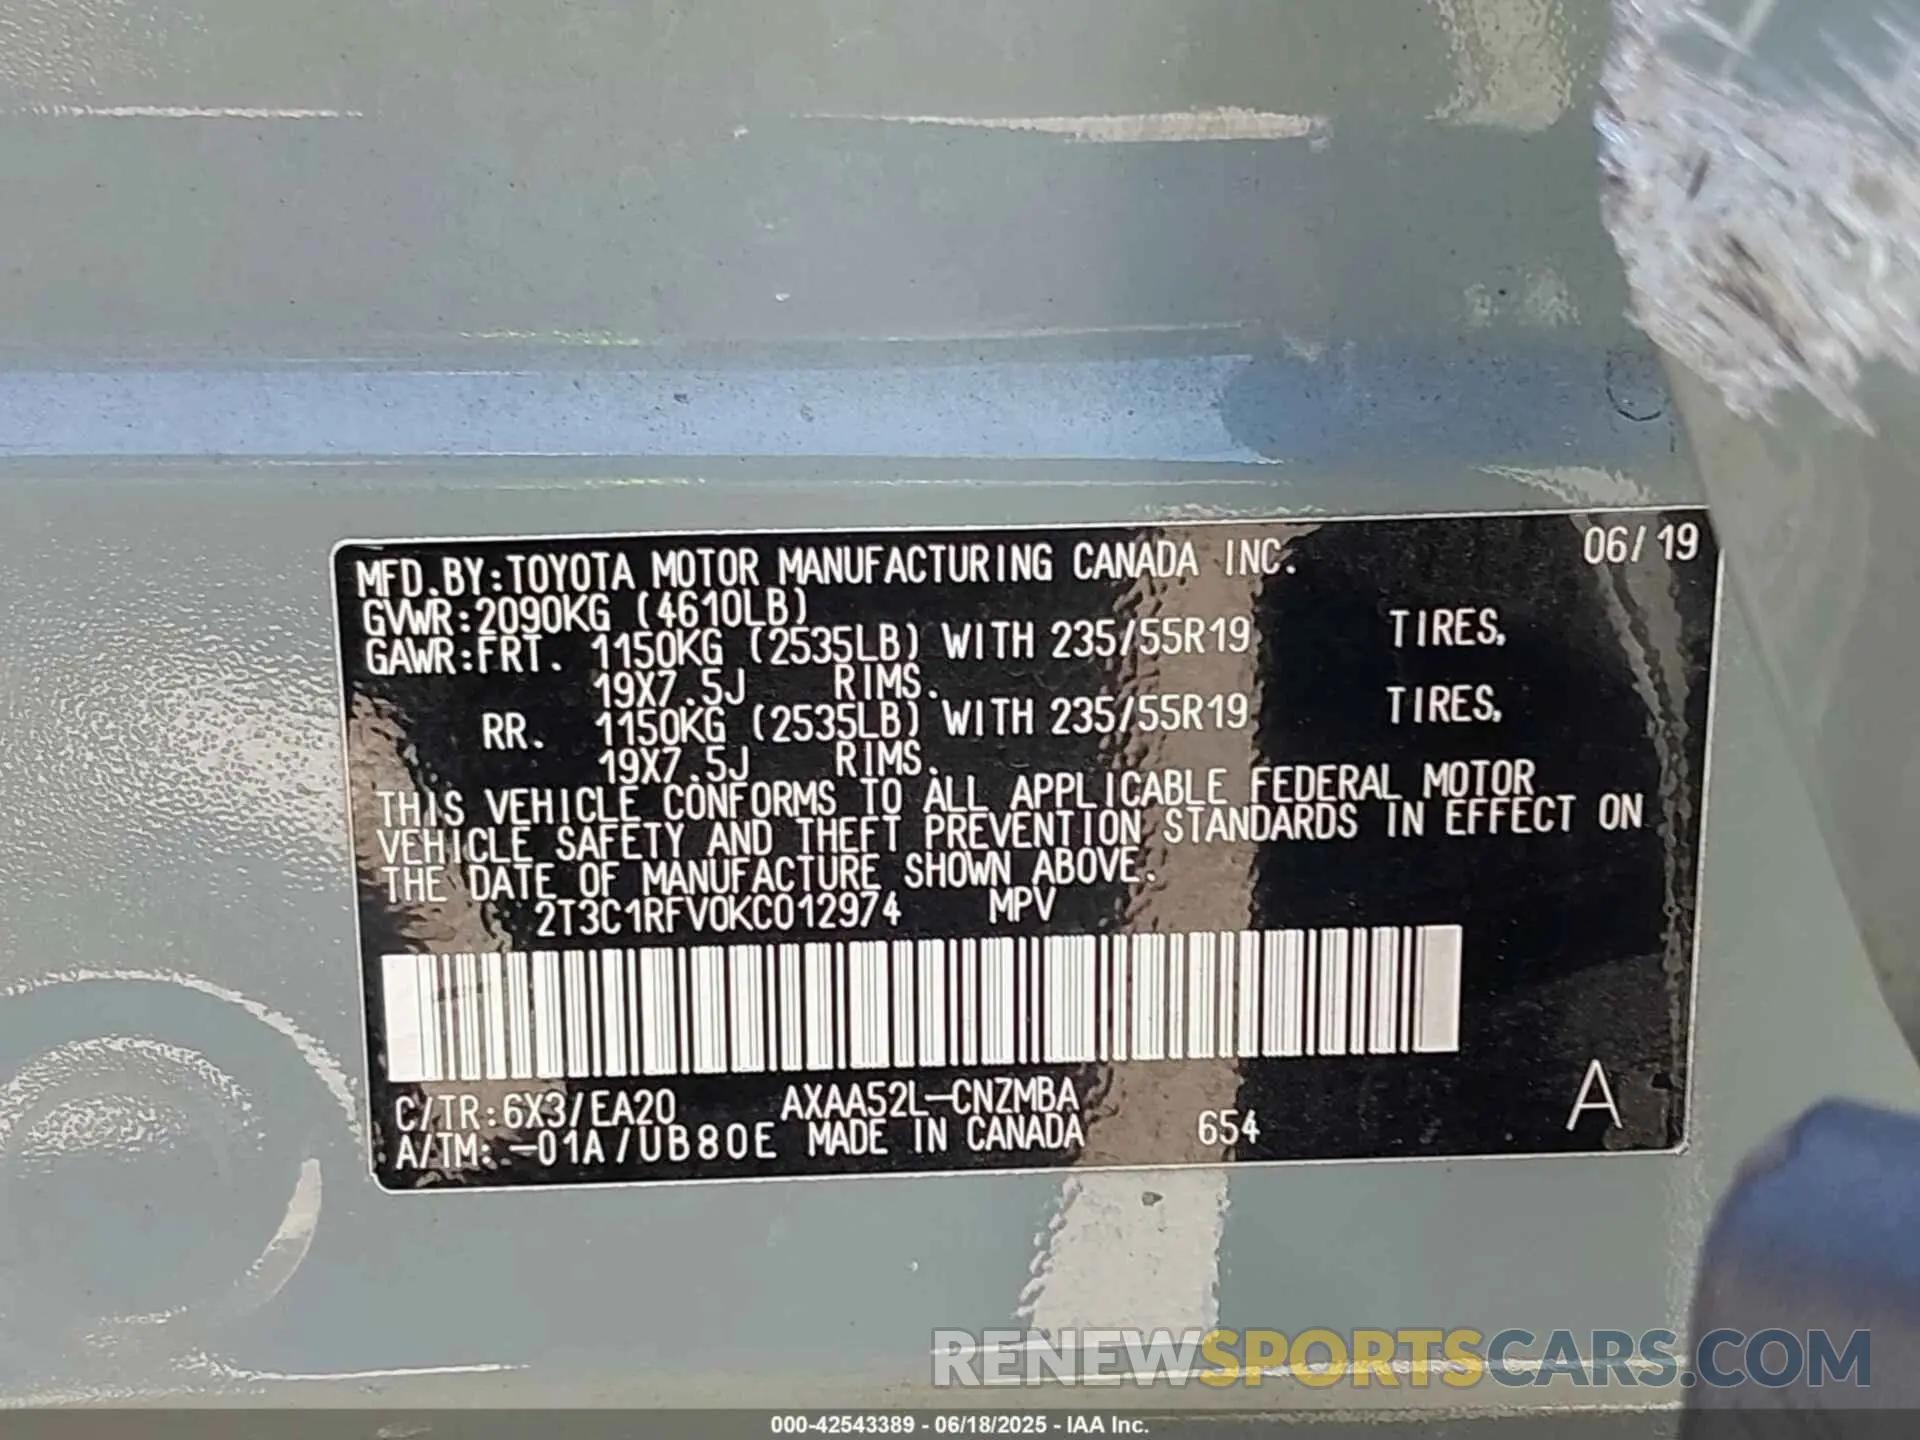 MFD.BY:TOYOTA MOTOR MANUFACTURING CANADA INC. 06/19
GVWR:2090KG (4610LB)
GAWR:FRT. 1150KG (2535LB) WITH 235/55R19 TIRES,
19X7.5J RIMS.
RR. 1150KG (2535LB) WITH 235/55R19 TIRES,
19X7.5J RIMS.
THIS VEHICLE CONFORMS TO ALL APPLICABLE FEDERAL MOTOR
VEHICLE SAFETY AND THEFT PREVENTION STANDARDS IN EFFECT ON
THE DATE OF MANUFACTURE SHOWN ABOVE.
2T3C1RFV0KC012974 MPV
C/TR:6X3/EA20 AXAA52L-CNZMBA
A/TM:-01A/UB80E MADE IN CANADA 654 A
RENEWSPORTSCARS.COM
000-42543389 - 06/18/2025 - IAA Inc.